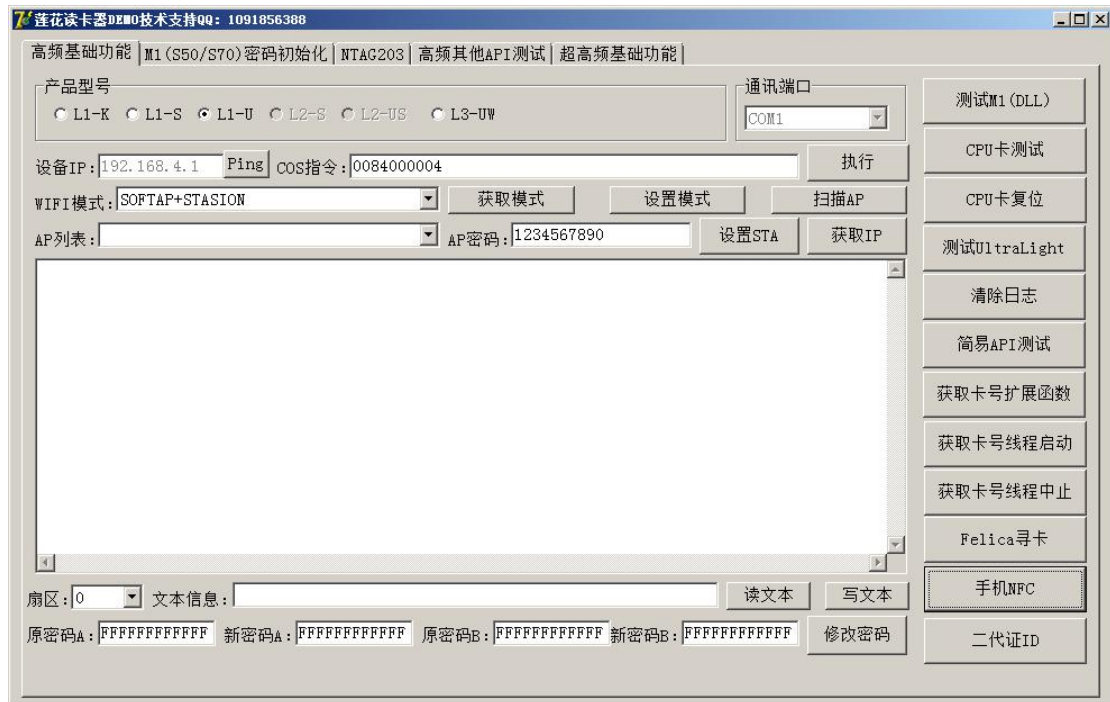 莲花读卡器DEMO技术支持QQ: 1091856388
高频基础功能 M1(S50/S70)密码初始化 NTAG203 高频其他API测试 超高频基础功能
产品型号
L1-K L1-S L1-U L2-S L2-US L3-UW
通讯端口
COM1
设备IP: 192.168.4.1 Ping COS指令: 0084000004 执行
WIFI模式: SOFTAP+STASION 获取模式 设置模式 扫描AP
AP列表: AP密码: 1234567890 设置STA 获取IP
扇区: 0 文本信息: 读文本 写文本
原密码A: FFFFFFFFFFFF 新密码A: FFFFFFFFFFFF 原密码B: FFFFFFFFFFFF 新密码B: FFFFFFFFFFFF 修改密码
测试M1(DLL)
CPU卡测试
CPU卡复位
测试UltraLight
清除日志
简易API测试
获取卡号扩展函数
获取卡号线程启动
获取卡号线程中止
Felica寻卡
手机NFC
二代证ID